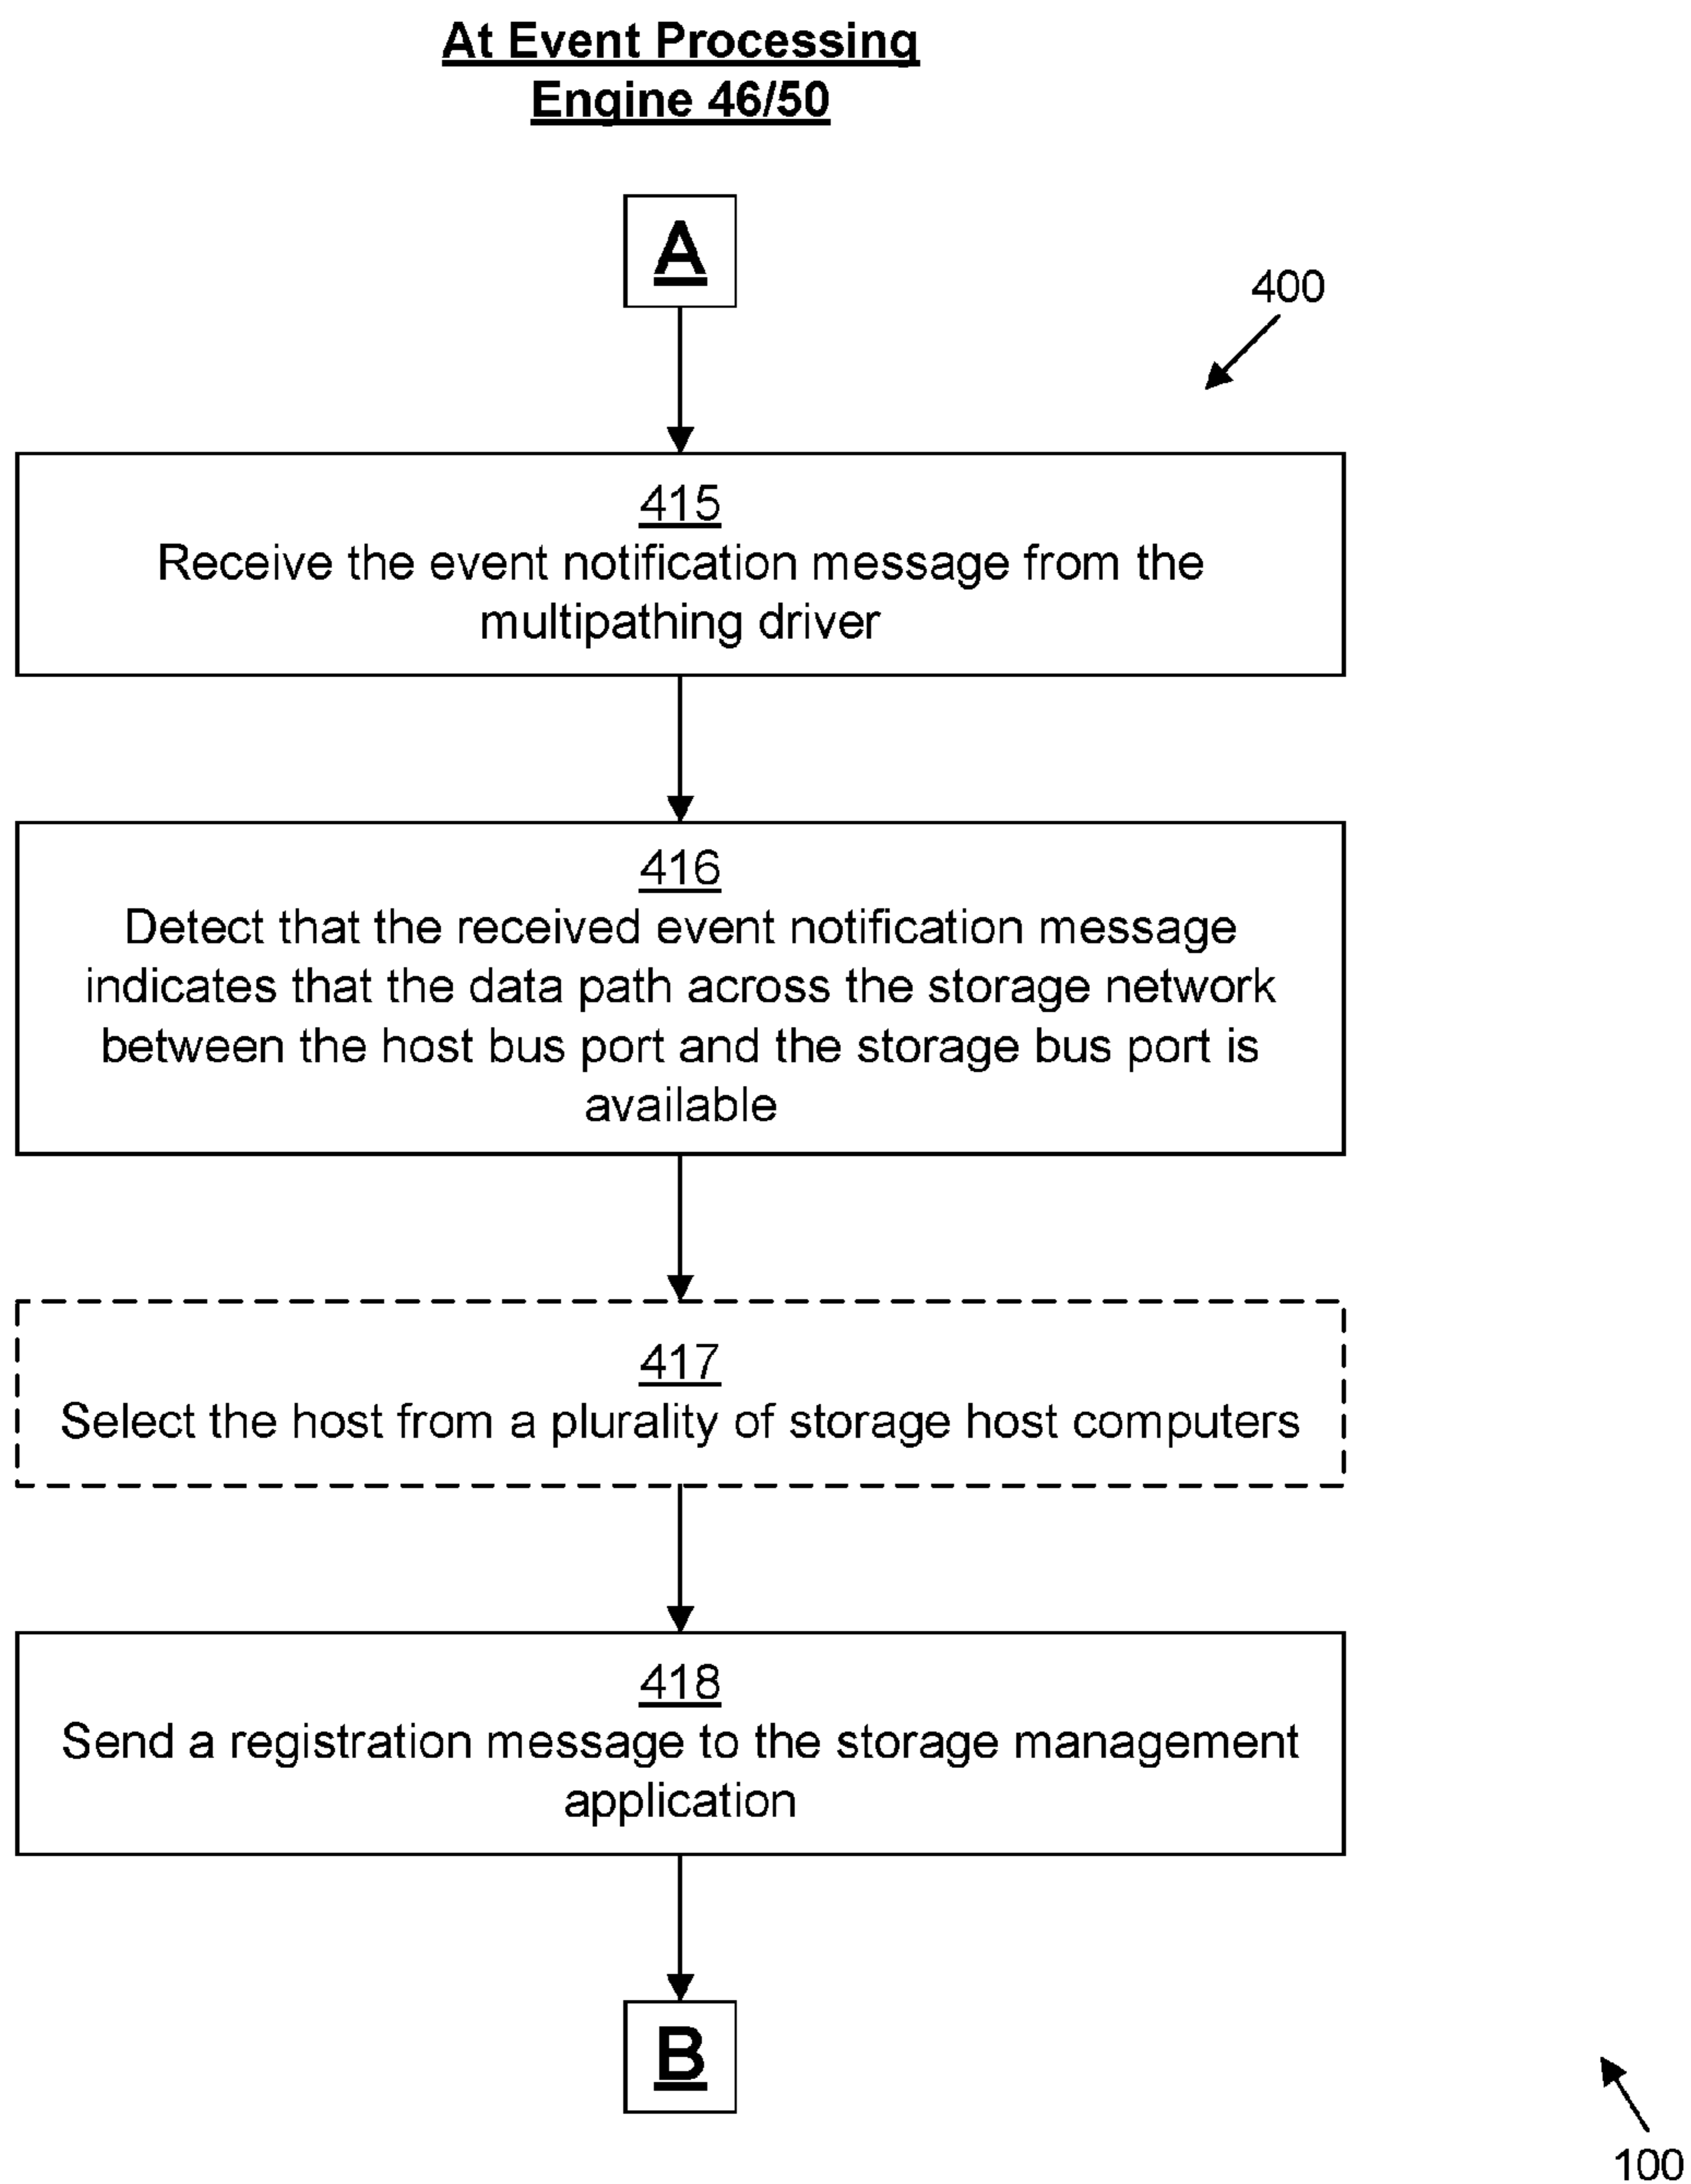 At Event Processing
Engine 46/50
A
400
415
Receive the event notification message from the
multipathing driver
416
Detect that the received event notification message
indicates that the data path across the storage network
between the host bus port and the storage bus port is
available
417
Select the host from a plurality of storage host computers
418
Send a registration message to the storage management
application
B
100